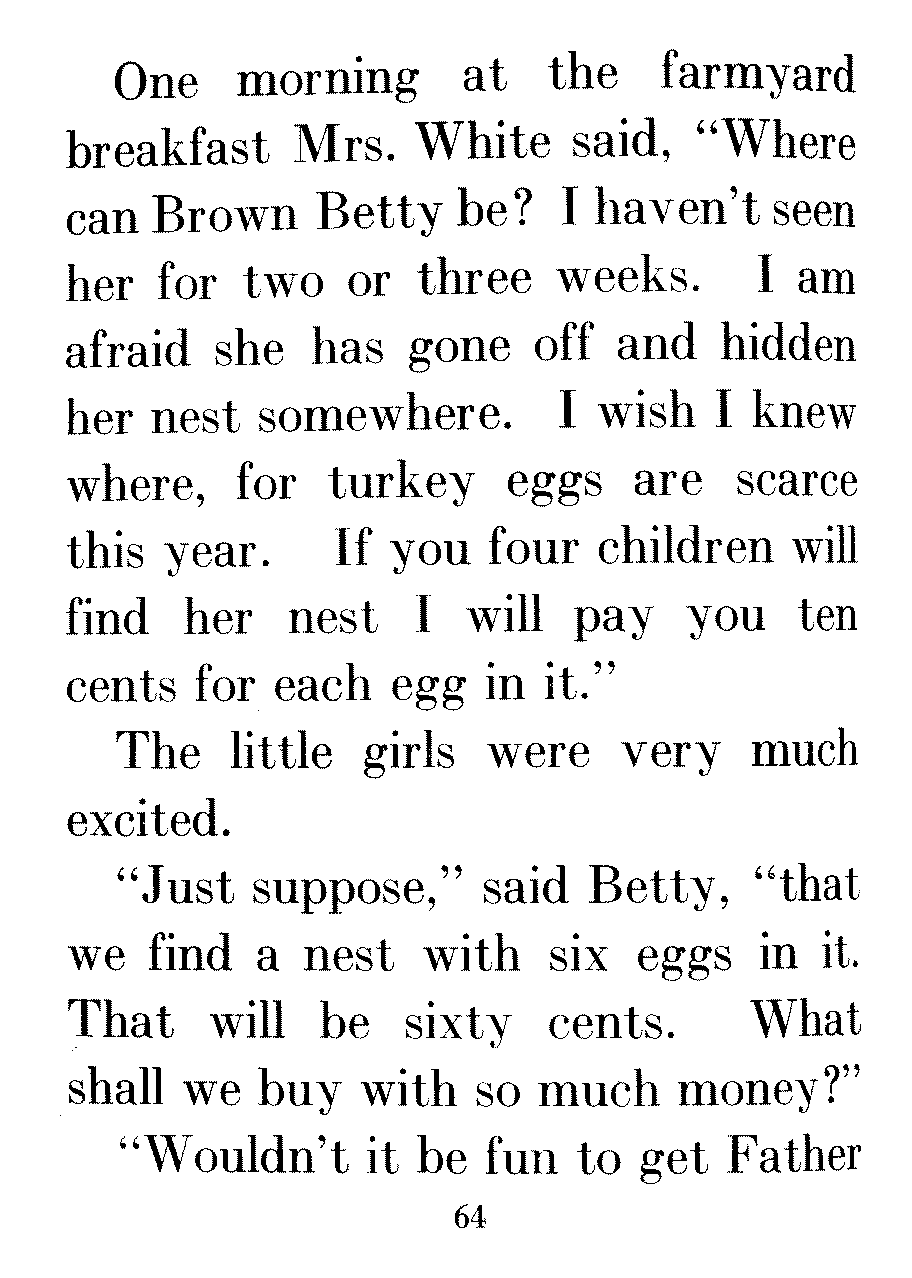 One morning at the farmyard
breakfast Mrs. White said, “Where
can Brown Betty be? I haven’t seen
her for two or three weeks. I am
afraid she has gone off and hidden
her nest somewhere. I wish I knew
where, for turkey eggs are scarce
this year. If you four children will
find her nest I will pay you ten
cents for each egg in it.”
The little girls were very much
excited.
“Just suppose,” said Betty, “that
we find a nest with six eggs in it.
That will be sixty cents. What
shall we buy with so much money?”
“Wouldn’t it be fun to get Father
64